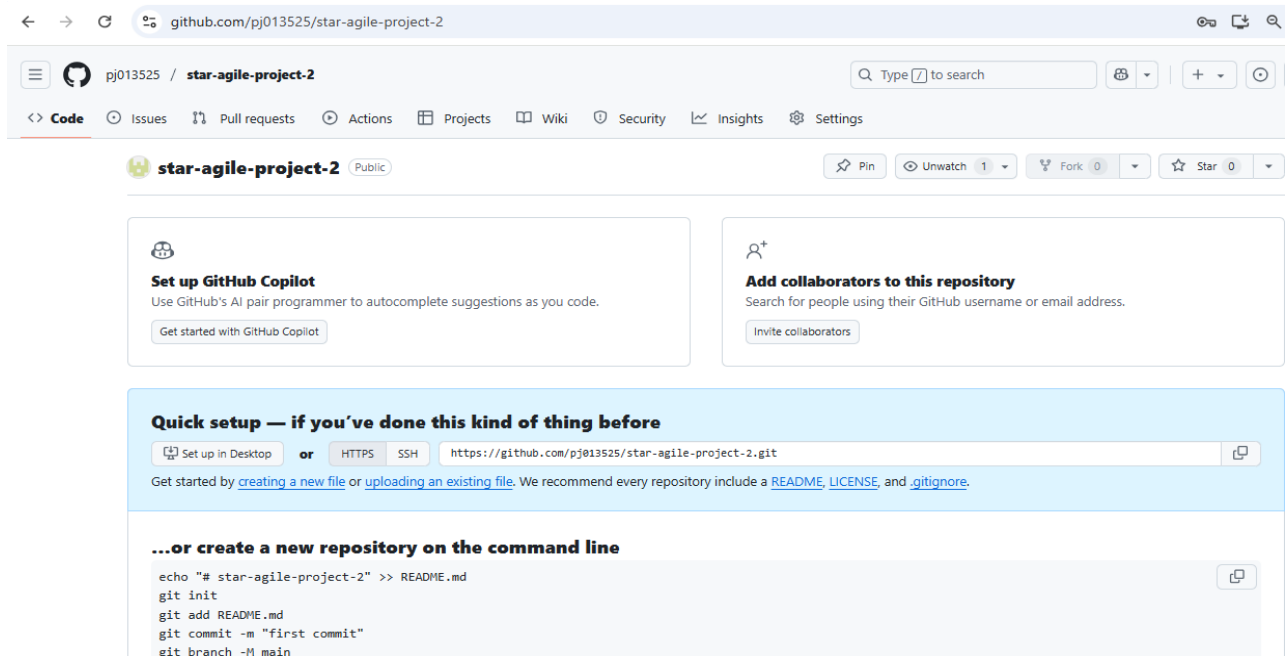 github.com/pj013525/star-agile-project-2
pj013525 / star-agile-project-2
Type / to search
<> Code Issues Pull requests Actions Projects Wiki Security Insights Settings
star-agile-project-2 Public
Pin Unwatch 1 Fork 0 Star 0
Set up GitHub Copilot
Use GitHub's AI pair programmer to autocomplete suggestions as you code.
Get started with GitHub Copilot
Add collaborators to this repository
Search for people using their GitHub username or email address.
Invite collaborators
Quick setup — if you've done this kind of thing before
Set up in Desktop or HTTPS SSH https://github.com/pj013525/star-agile-project-2.git
Get started by creating a new file or uploading an existing file. We recommend every repository include a README, LICENSE, and .gitignore.
...or create a new repository on the command line
echo "# star-agile-project-2" >> README.md
git init
git add README.md
git commit -m "first commit"
git branch -M main